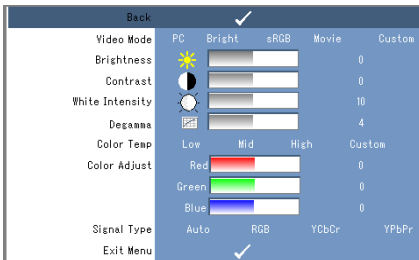 Back
Video Mode PC Bright sRGB Movie Custom
Brightness 0
Contrast 0
White Intensity 10
Degamma 4
Color Temp Low Mid High Custom
Color Adjust Red 0
Green 0
Blue 0
Signal Type Auto RGB YCbCr YPbPr
Exit Menu